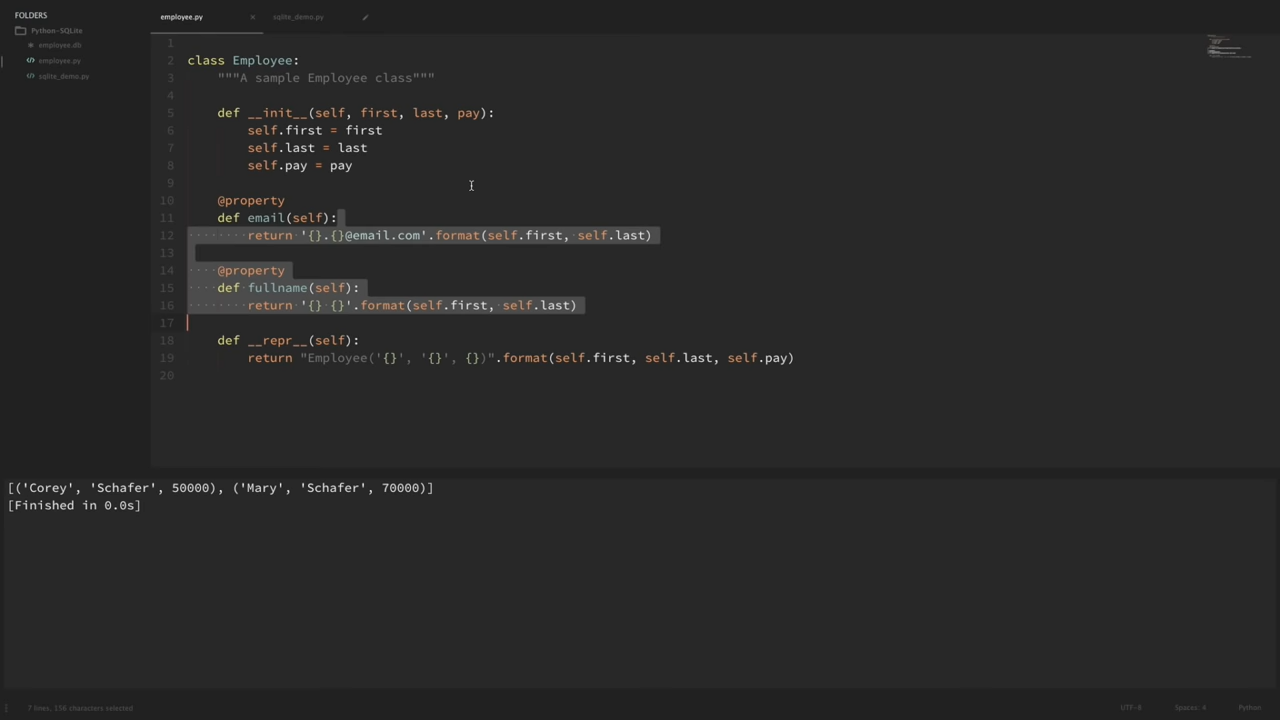 FOLDERS
Python-SQLite
employee.db
employee.py
sqlite_demo.py
employee.py × sqlite_demo.py
1
2 class Employee:
3 """A sample Employee class"""
4
5 def __init__(self, first, last, pay):
6 self.first = first
7 self.last = last
8 self.pay = pay
9
10 @property
11 def email(self):
12 return '{}.{}@email.com'.format(self.first, self.last)
13
14 @property
15 def fullname(self):
16 return '{} {}'.format(self.first, self.last)
17
18 def __repr__(self):
19 return "Employee('{}', '{}', {})".format(self.first, self.last, self.pay)
20
[('Corey', 'Schafer', 50000), ('Mary', 'Schafer', 70000)]
[Finished in 0.0s]
7 lines, 156 characters selected UTF-8 Spaces: 4 Python